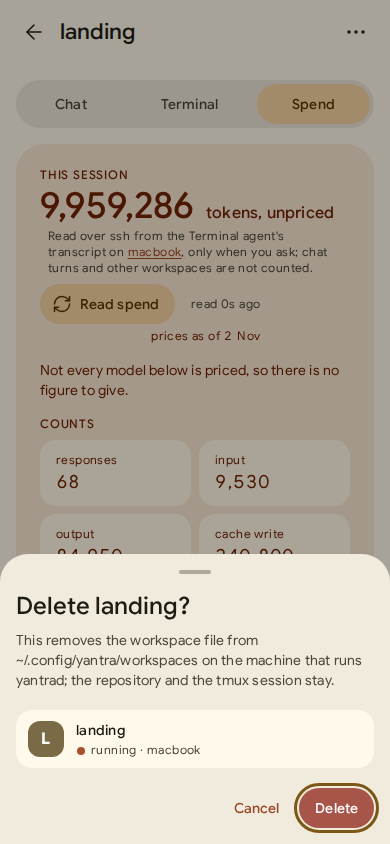 landing
Chat
Terminal
Spend
THIS SESSION
9,959,286 tokens, unpriced
Read over ssh from the Terminal agent's
transcript on macbook, only when you ask; chat
turns and other workspaces are not counted.
Read spend
read 0s ago
prices as of 2 Nov
Not every model below is priced, so there is no
figure to give.
COUNTS
responses
68
input
9,530
output
cache write
Delete landing?
This removes the workspace file from
~/.config/yantra/workspaces on the machine that runs
yantrad; the repository and the tmux session stay.
L
landing
running · macbook
Cancel
Delete